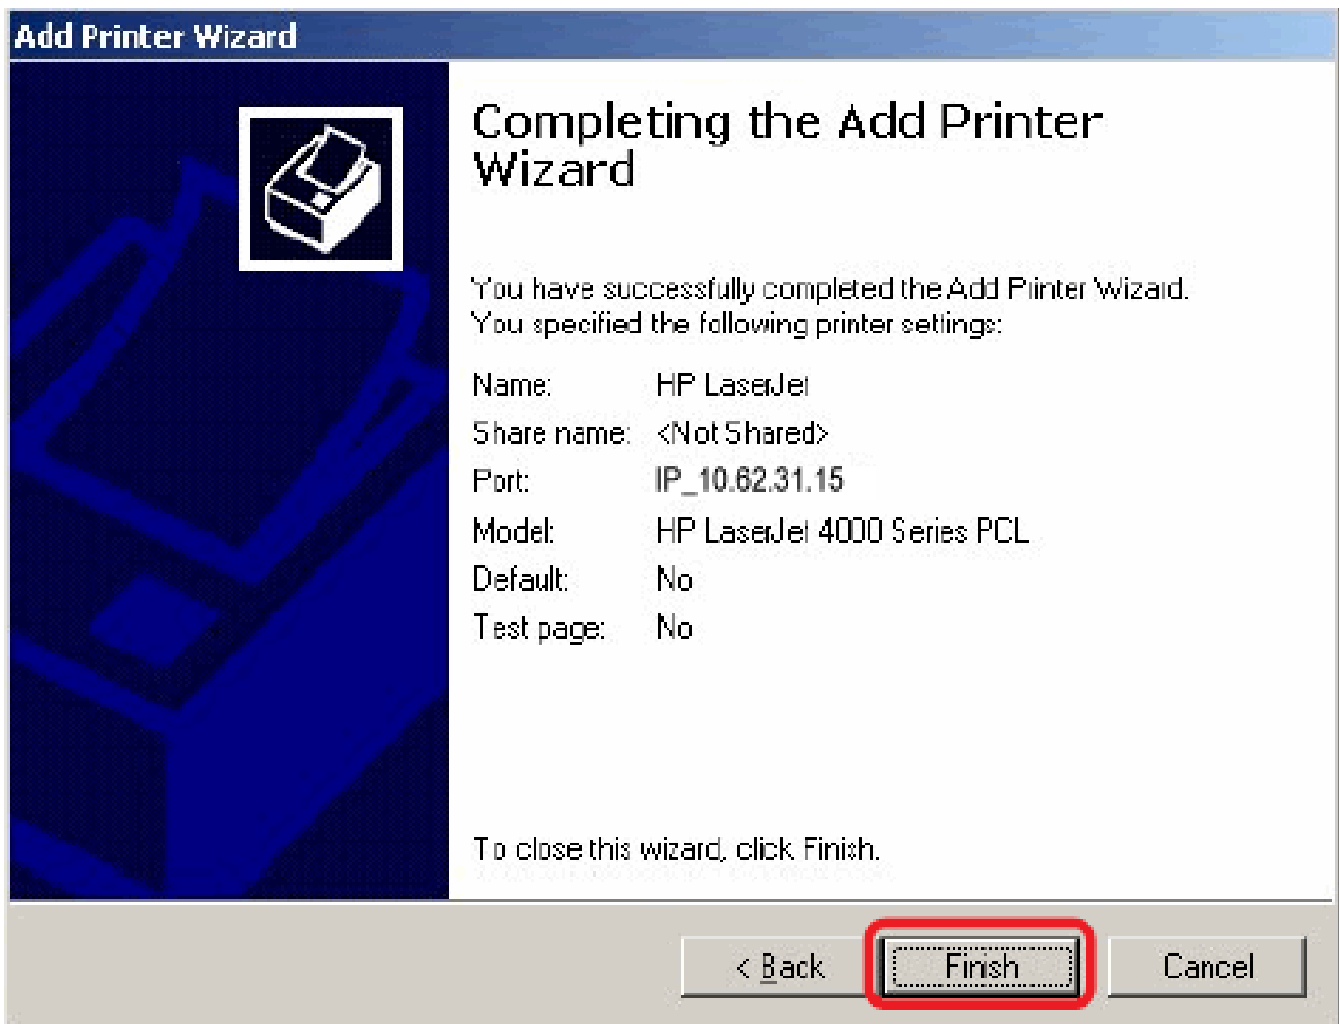 Add Printer Wizard
Completing the Add Printer
Wizard
You have successfully completed the Add Printer Wizard.
You specified the following printer settings:
Name: HP LaserJet
Share name: <Not Shared>
Port: IP_10.62.31.15
Model: HP LaserJet 4000 Series PCL
Default: No
Test page: No
To close this wizard, click Finish.
< Back Finish Cancel